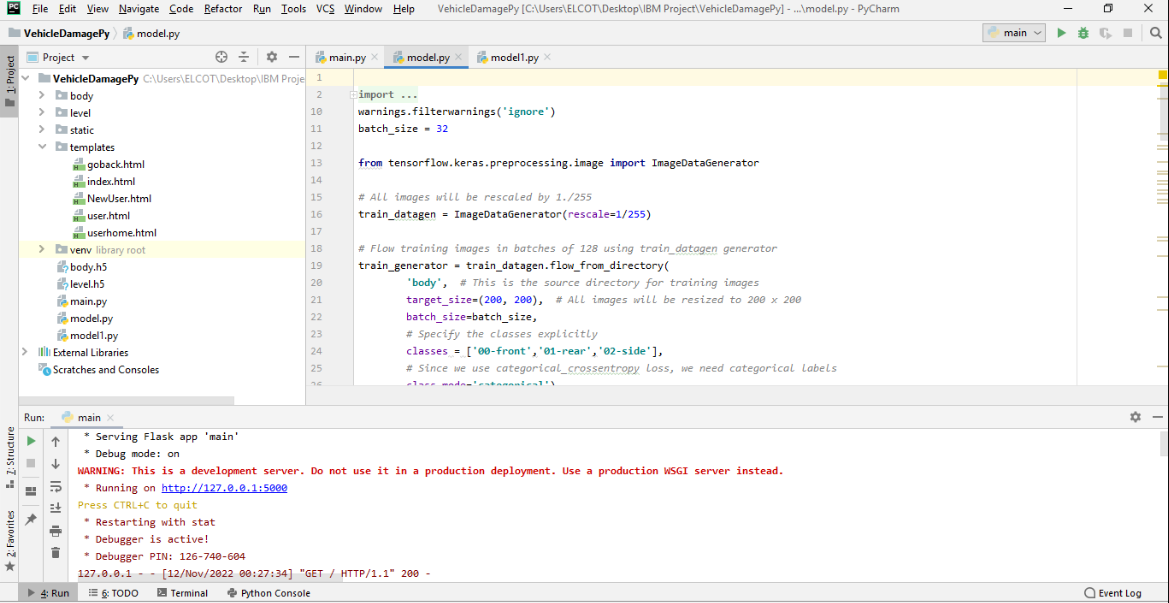 PC File Edit View Navigate Code Refactor Run Tools VCS Window Help VehicleDamagePy [C:\Users\ELCOT\Desktop\IBM Project\VehicleDamagePy] - ...\model.py - PyCharm
VehicleDamagePy model.py main
1: Project
Project
main.py model.py model1.py
VehicleDamagePy C:\Users\ELCOT\Desktop\IBM Proje
body
level
static
templates
goback.html
index.html
NewUser.html
user.html
userhome.html
venv library root
body.h5
level.h5
main.py
model.py
model1.py
External Libraries
Scratches and Consoles
1
2 import ...
10 warnings.filterwarnings('ignore')
11 batch_size = 32
12
13 from tensorflow.keras.preprocessing.image import ImageDataGenerator
14
15 # All images will be rescaled by 1./255
16 train_datagen = ImageDataGenerator(rescale=1/255)
17
18 # Flow training images in batches of 128 using train_datagen generator
19 train_generator = train_datagen.flow_from_directory(
20 'body', # This is the source directory for training images
21 target_size=(200, 200), # All images will be resized to 200 x 200
22 batch_size=batch_size,
23 # Specify the classes explicitly
24 classes = ['00-front','01-rear','02-side'],
25 # Since we use categorical_crossentropy loss, we need categorical labels
26 class_mode='categorical')
Run: main
7: Structure
2: Favorites
* Serving Flask app 'main'
* Debug mode: on
WARNING: This is a development server. Do not use it in a production deployment. Use a production WSGI server instead.
* Running on http://127.0.0.1:5000
Press CTRL+C to quit
* Restarting with stat
* Debugger is active!
* Debugger PIN: 126-740-604
127.0.0.1 - - [12/Nov/2022 00:27:34] "GET / HTTP/1.1" 200 -
4: Run 6: TODO Terminal Python Console Event Log